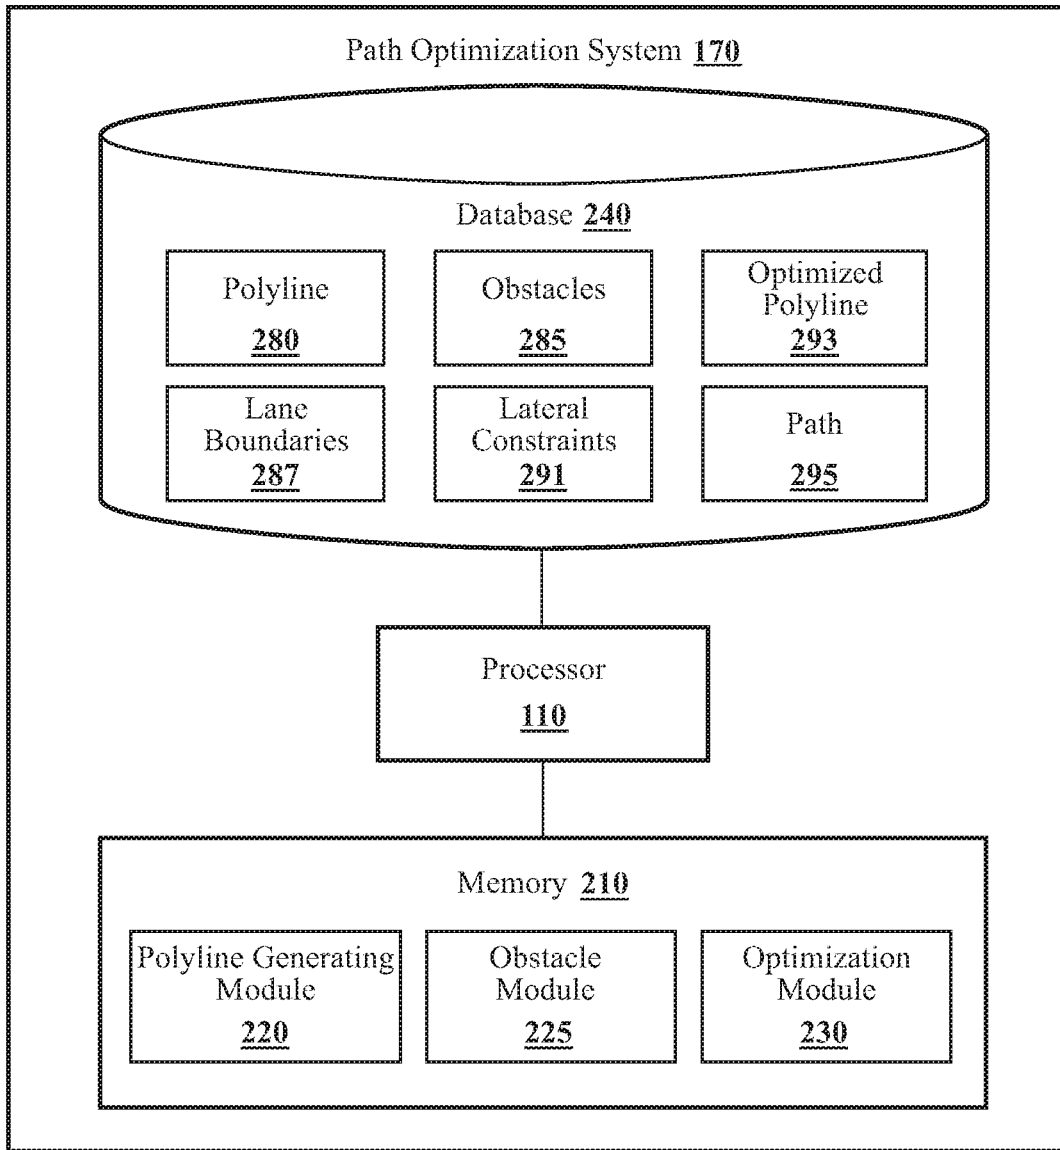 Path Optimization System 170
Database 240
Polyline
280
Obstacles
285
Optimized
Polyline
293
Lane
Boundaries
287
Lateral
Constraints
291
Path
295
Processor
110
Memory 210
Polyline Generating
Module
220
Obstacle
Module
225
Optimization
Module
230